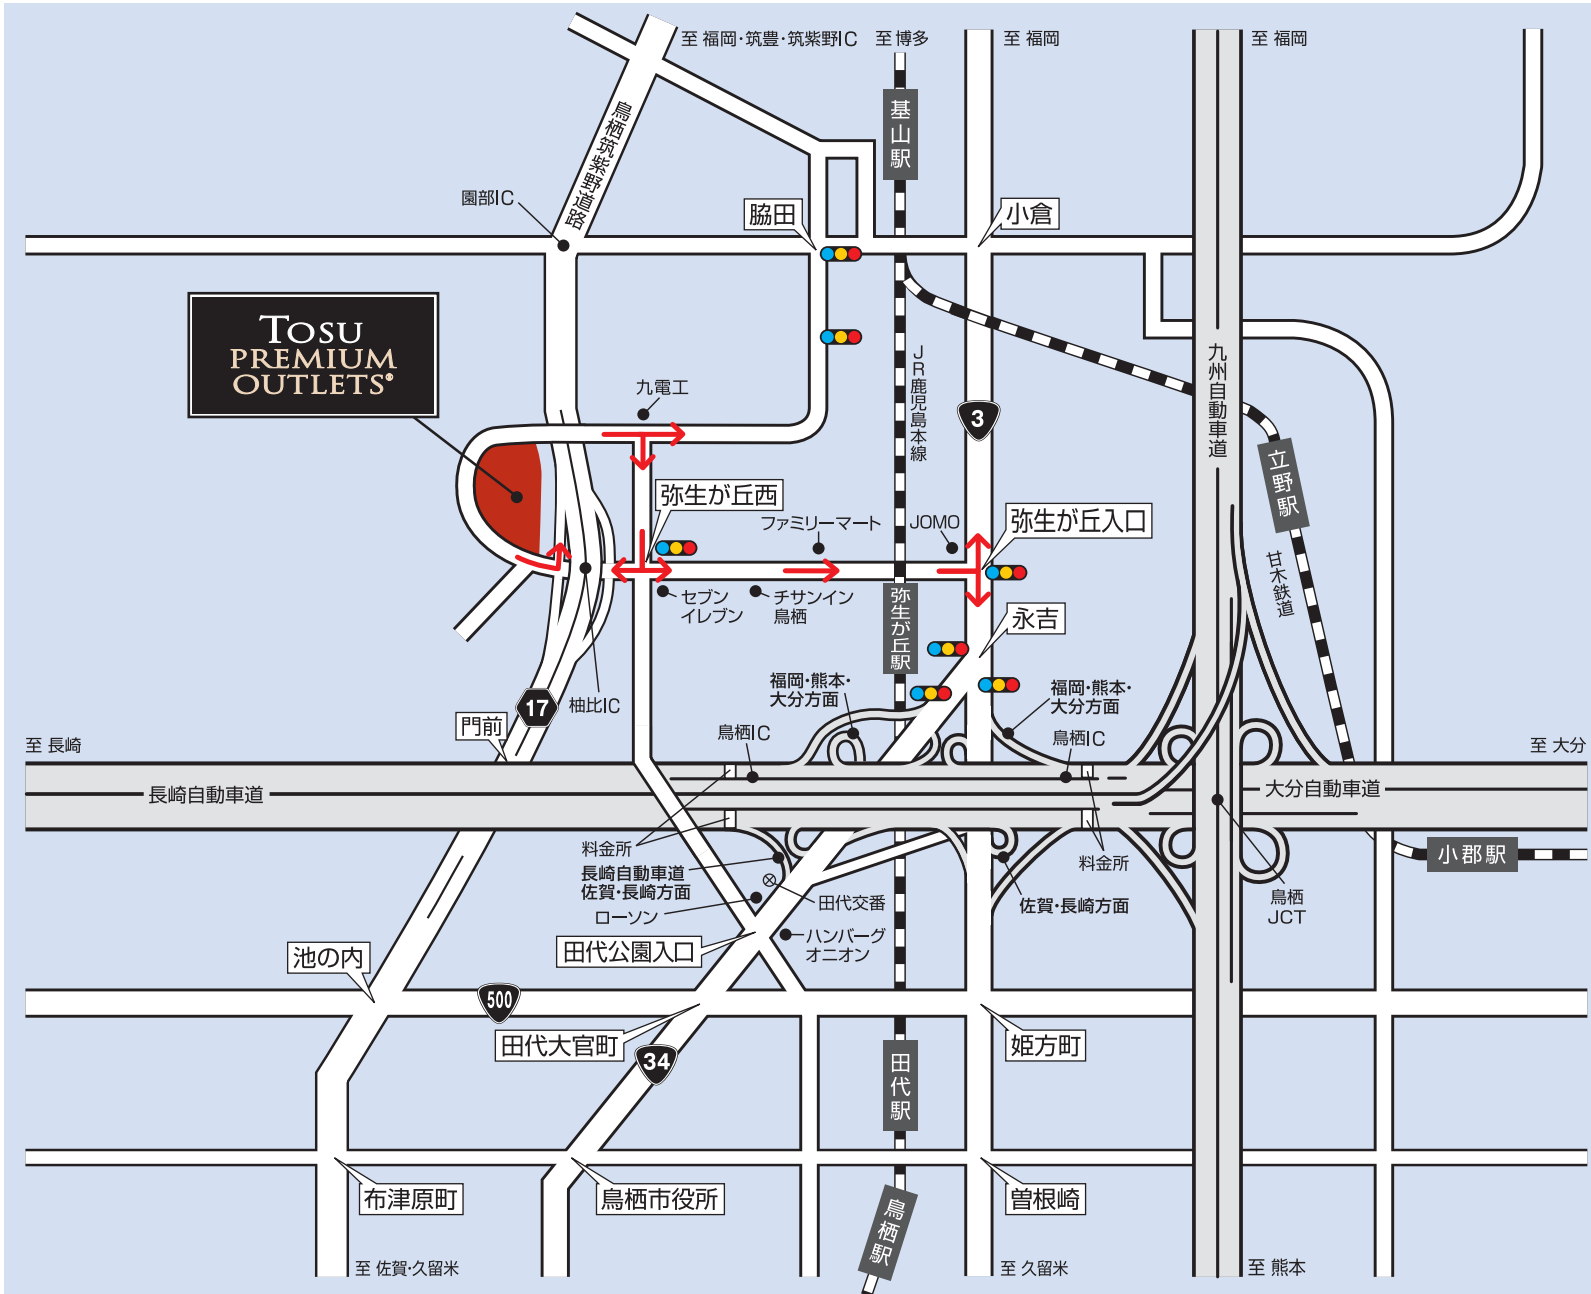 至 福岡・筑豊・筑紫野IC
至 博多
至 福岡
至 福岡
鳥栖筑紫野道路
基山駅
園部IC
脇田
小倉
TOSU
PREMIUM
OUTLETS®
九電工
JR鹿児島本線
3
九州自動車道
立野駅
弥生が丘西
ファミリーマート
JOMO
弥生が丘入口
甘木鉄道
セブン
イレブン
チサンイン
鳥栖
弥生が丘駅
永吉
17
柚比IC
福岡・熊本・
大分方面
福岡・熊本・
大分方面
門前
鳥栖IC
鳥栖IC
至 長崎
至 大分
長崎自動車道
大分自動車道
料金所
料金所
小郡駅
長崎自動車道
佐賀・長崎方面
田代交番
佐賀・長崎方面
鳥栖
JCT
ローソン
ハンバーグ
オニオン
田代公園入口
池の内
500
田代大官町
姫方町
34
田代駅
布津原町
鳥栖市役所
曽根崎
鳥栖駅
至 佐賀・久留米
至 久留米
至 熊本